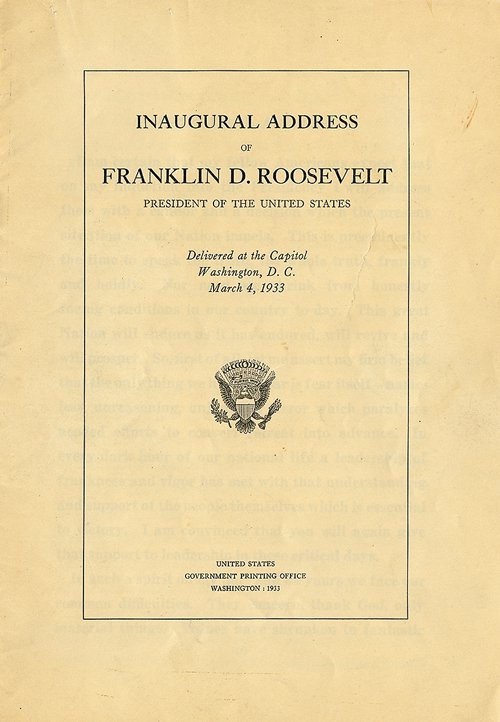 INAUGURAL ADDRESS
OF
FRANKLIN D. ROOSEVELT
PRESIDENT OF THE UNITED STATES
Delivered at the Capitol
Washington, D. C.
March 4, 1933
UNITED STATES
GOVERNMENT PRINTING OFFICE
WASHINGTON : 1933